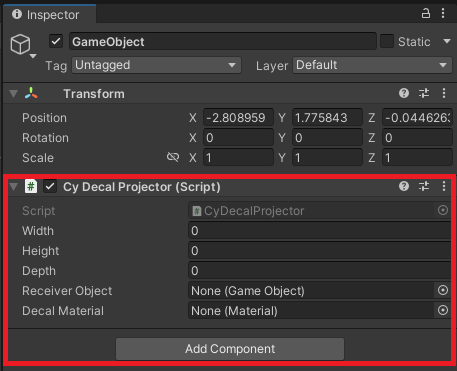 Inspector
GameObject Static
Tag Untagged Layer Default
Transform
Position X -2.808959 Y 1.775843 Z -0.0446263
Rotation X 0 Y 0 Z 0
Scale X 1 Y 1 Z 1
# Cy Decal Projector (Script)
Script # CyDecalProjector
Width 0
Height 0
Depth 0
Receiver Object None (Game Object)
Decal Material None (Material)
Add Component